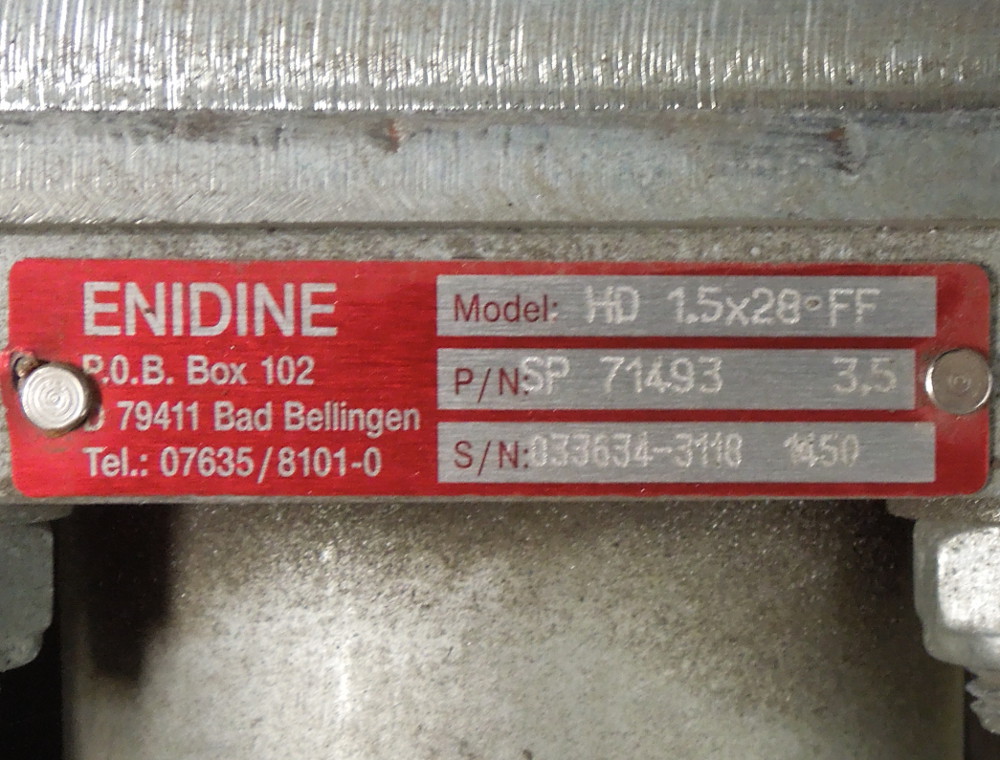 ENIDINE
P.O.B. Box 102
79411 Bad Bellingen
Tel.: 07635/8101-0
Model: HD 1.5x28-FF
P/N: SP 71493 3,5
S/N: 033634-3118